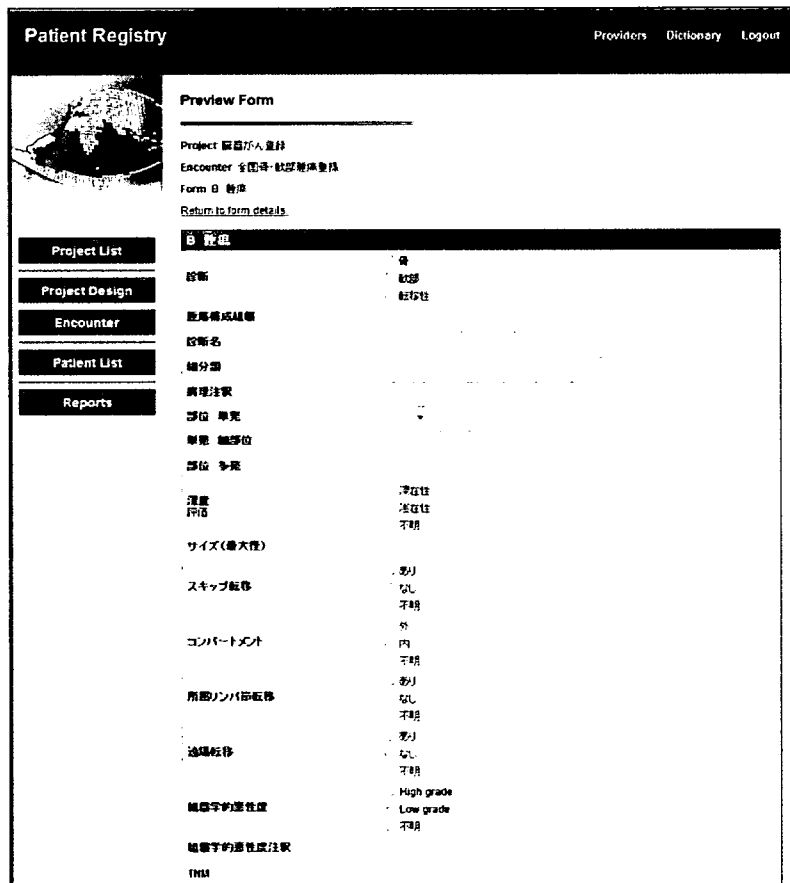 Patient Registry
Providers Dictionary Logout
Preview Form
Project 臓器がん登録
Encounter 全国骨・軟部腫瘍登録
Form B 腫瘍
Return to form details.
Project List
Project Design
Encounter
Patient List
Reports
B 腫瘍
診断
骨
軟部
転移性
腫瘍構成組織
診断名
細分類
病理注釈
部位 単発
単発 細部位
部位 多発
深度
評価
深在性
浅在性
不明
サイズ(最大径)
スキップ転移
あり
なし
不明
コンパートメント
外
内
不明
所属リンパ節転移
あり
なし
不明
遠隔転移
あり
なし
不明
組織学的悪性度
High grade
Low grade
不明
組織学的悪性度注釈
TNM